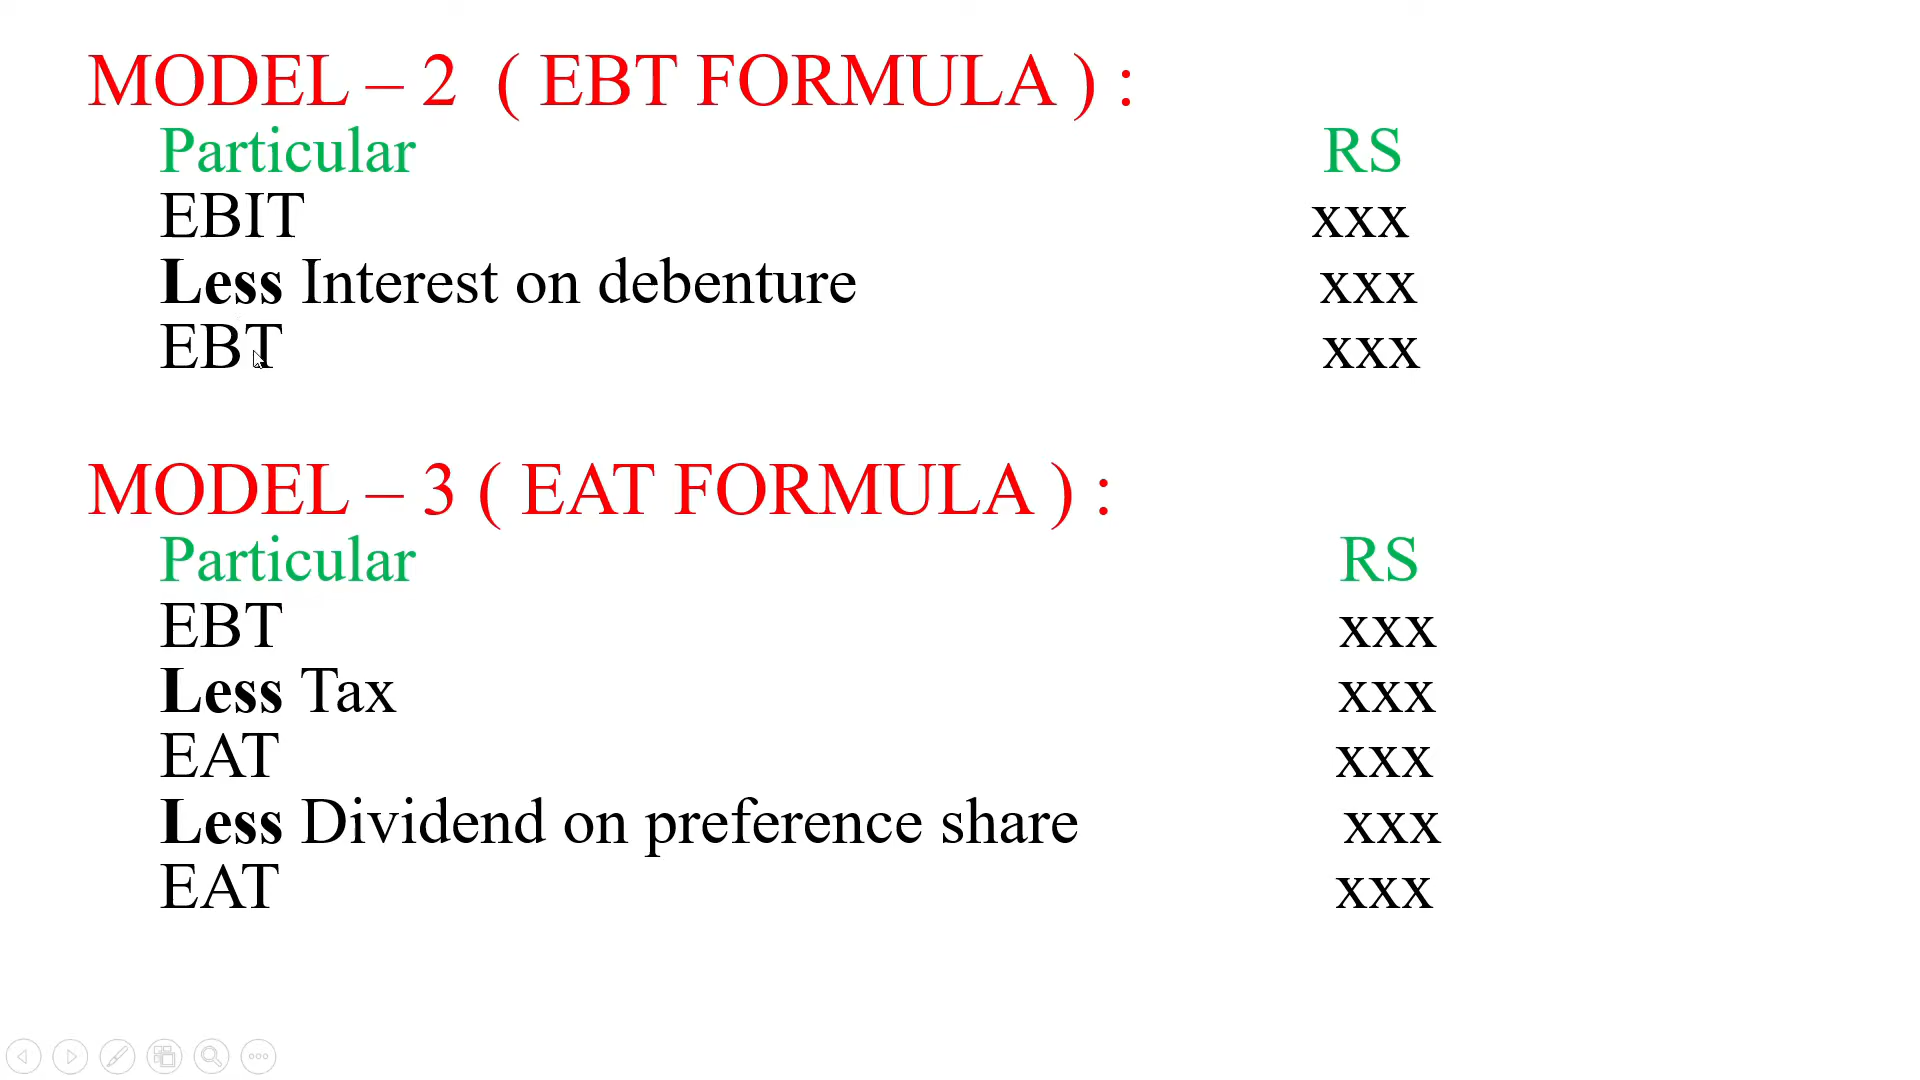 MODEL – 2 ( EBT FORMULA ) :
Particular RS
EBIT xxx
Less Interest on debenture xxx
EBT xxx
MODEL – 3 ( EAT FORMULA ) :
Particular RS
EBT xxx
Less Tax xxx
EAT xxx
Less Dividend on preference share xxx
EAT xxx